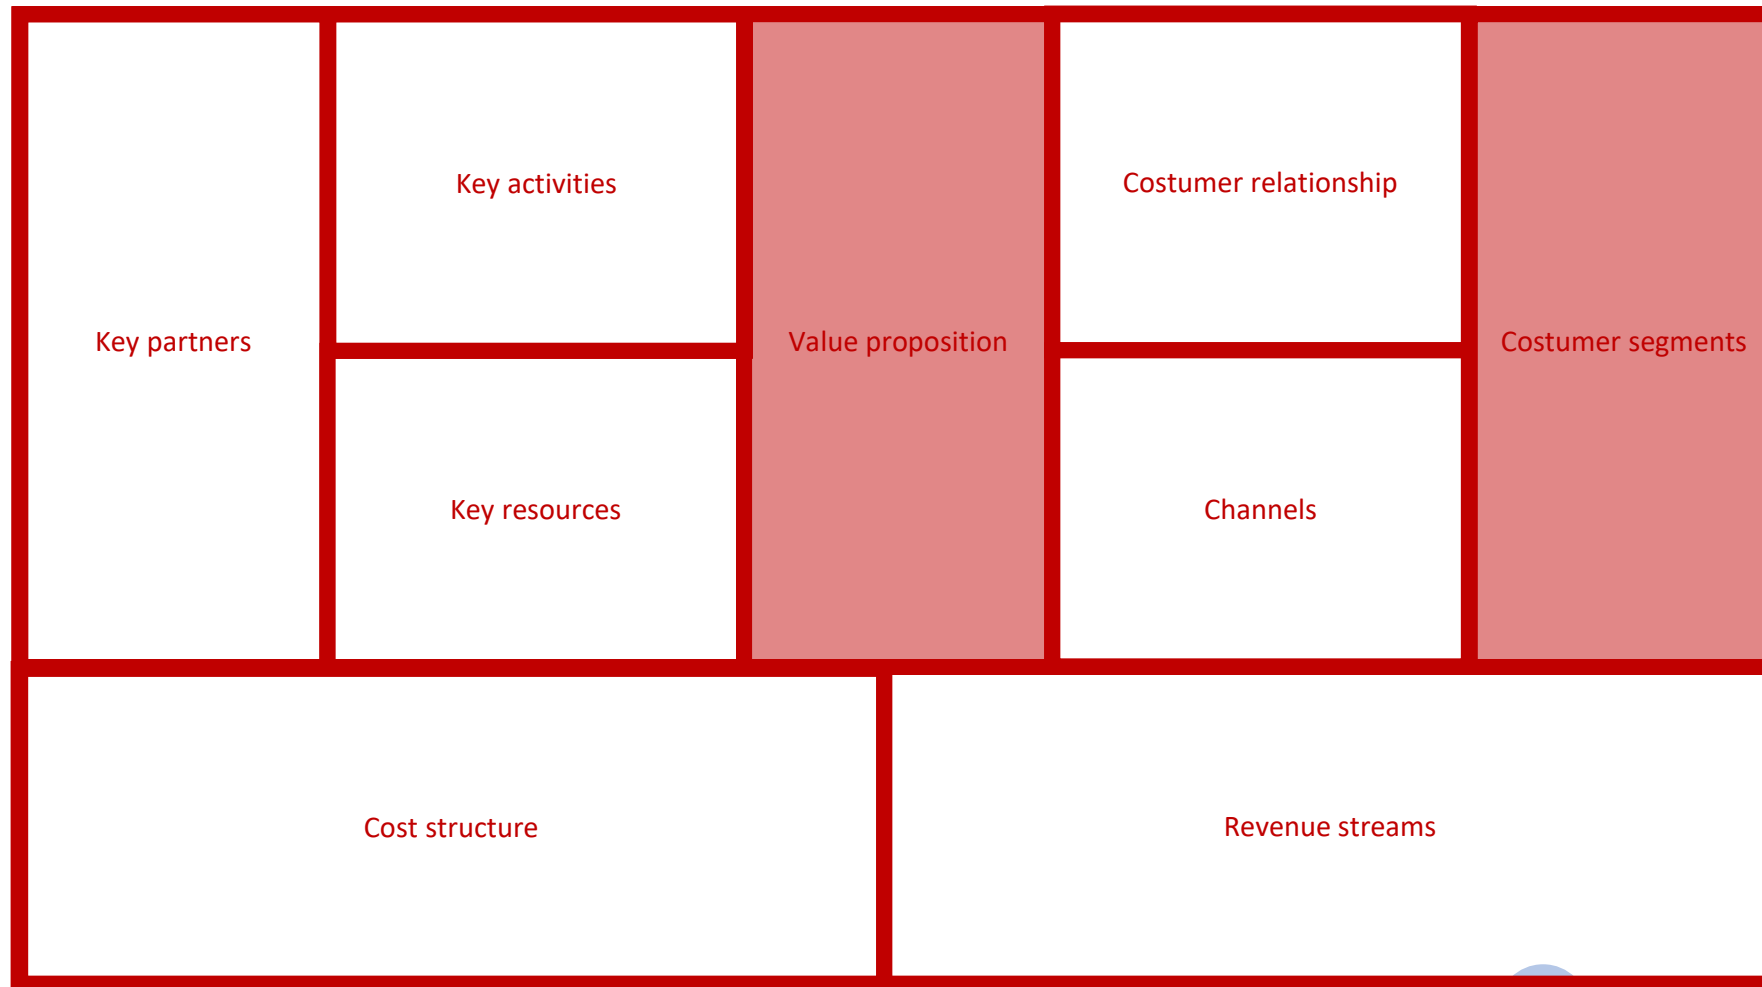 Key partners
Key activities
Key resources
Value proposition
Costumer relationship
Channels
Costumer segments
Cost structure
Revenue streams